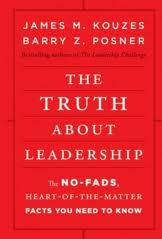 JAMES M. KOUZES
BARRY Z. POSNER
Bestselling authors of The Leadership Challenge
THE
TRUTH
ABOUT
LEADERSHIP
The NO-FADS,
HEART-OF-THE-MATTER
FACTS YOU NEED TO KNOW